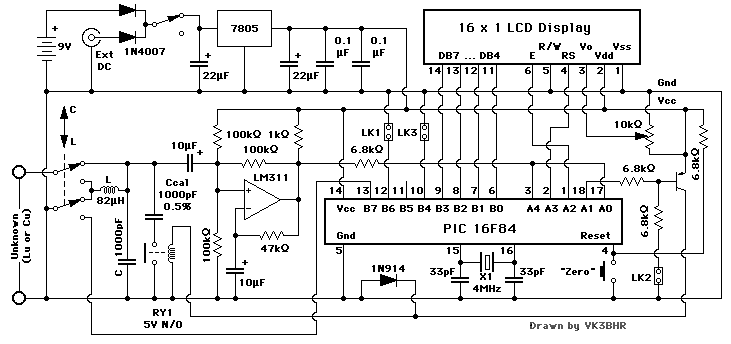 7805
16 x 1 LCD Display
R/W Vo Vss
DB7 ... DB4 E RS Vdd
14 13 12 11 6 5 4 3 2 1
9V
1N4007
Ext
DC
22µF
22µF
0.1
µF
0.1
µF
Gnd
Vcc
C
L
10µF
100kΩ
1kΩ
100kΩ
6.8kΩ
LK1
LK3
10kΩ
6.8kΩ
6.8kΩ
LM311
L
82µH
Ccal
1000pF
0.5%
14 13 12 11 10 9 8 7 6 3 2 1 18 17
Vcc B7 B6 B5 B4 B3 B2 B1 B0 A4 A3 A2 A1 A0
PIC 16F84
Gnd
Reset
5 15 16 4
Unknown
(Lu or Cu)
C 1000pF
100kΩ
47kΩ
10µF
6.8kΩ
1N914
33pF
X1
4MHz
33pF
"Zero"
LK2
RY1
5V N/O
Drawn by VK3BHR